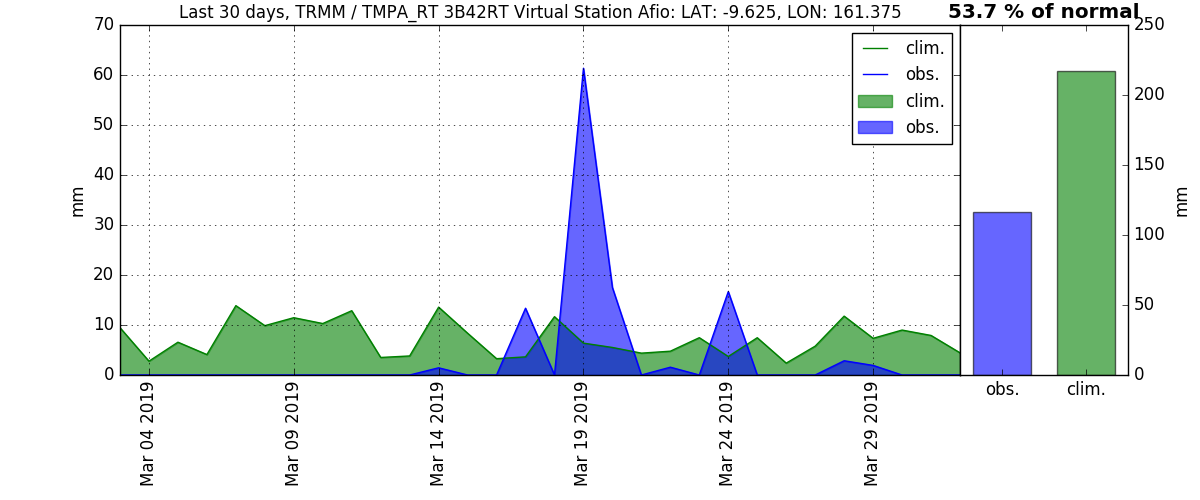 Last 30 days, TRMM / TMPA_RT 3B42RT Virtual Station Afio: LAT: -9.625, LON: 161.375
53.7 % of normal
70
60
50
40
30
20
10
0
mm
clim.
obs.
clim.
obs.
Mar 04 2019
Mar 09 2019
Mar 14 2019
Mar 19 2019
Mar 24 2019
Mar 29 2019
250
200
150
100
50
0
mm
obs.
clim.